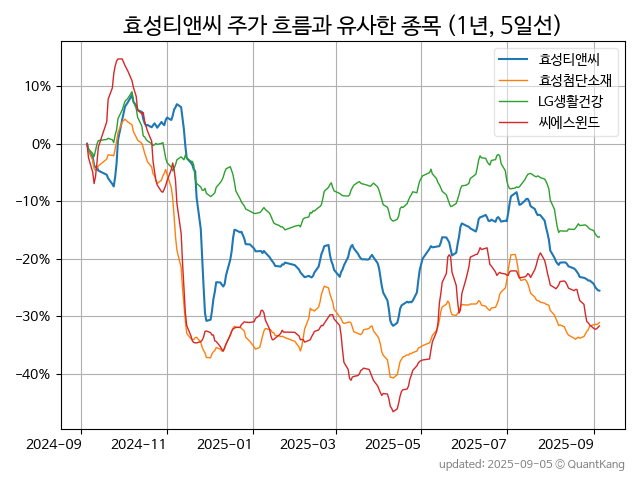 효성티앤씨 주가 흐름과 유사한 종목 (1년, 5일선)
효성티앤씨
효성첨단소재
LG생활건강
씨에스윈드
10%
0%
−10%
−20%
−30%
−40%
2024-09
2024-11
2025-01
2025-03
2025-05
2025-07
2025-09
updated: 2025-09-05 © QuantKang